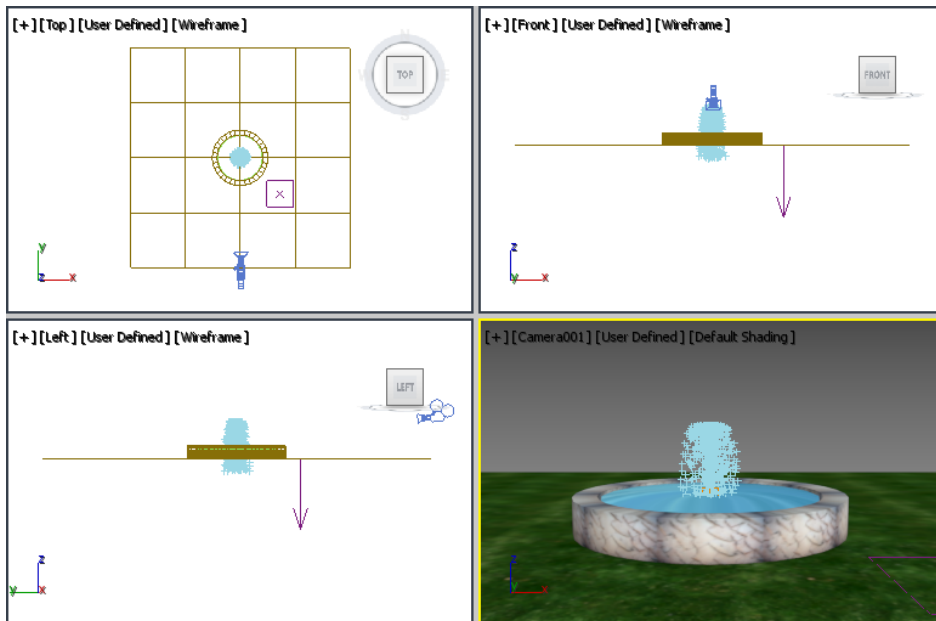 [+] [Top] [User Defined] [Wireframe]
N
W
TOP
E
S
y
z
x
[+] [Front] [User Defined] [Wireframe]
FRONT
z
y
x
[+] [Left] [User Defined] [Wireframe]
LEFT
z
y
x
[+] [Camera001] [User Defined] [Default Shading]
z
x